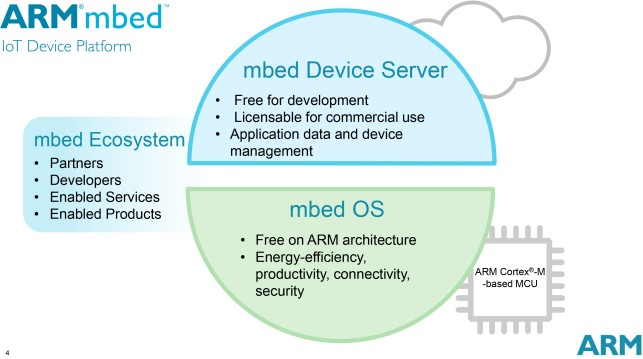 ARM®mbed™
IoT Device Platform
mbed Device Server
• Free for development
• Licensable for commercial use
• Application data and device
management
mbed Ecosystem
• Partners
• Developers
• Enabled Services
• Enabled Products
mbed OS
• Free on ARM architecture
• Energy-efficiency,
productivity, connectivity,
security
ARM Cortex®-M
-based MCU
4
ARM